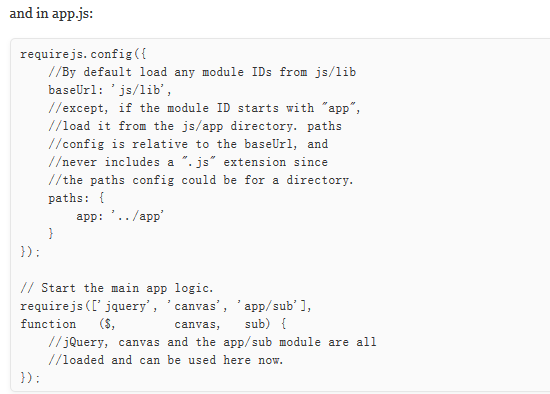 and in app.js:
requirejs.config({
    //By default load any module IDs from js/lib
    baseUrl: 'js/lib',
    //except, if the module ID starts with "app",
    //load it from the js/app directory. paths
    //config is relative to the baseUrl, and
    //never includes a ".js" extension since
    //the paths config could be for a directory.
    paths: {
        app: '../app'
    }
});

// Start the main app logic.
requirejs(['jquery', 'canvas', 'app/sub'],
function   ($,        canvas,   sub) {
    //jQuery, canvas and the app/sub module are all
    //loaded and can be used here now.
});